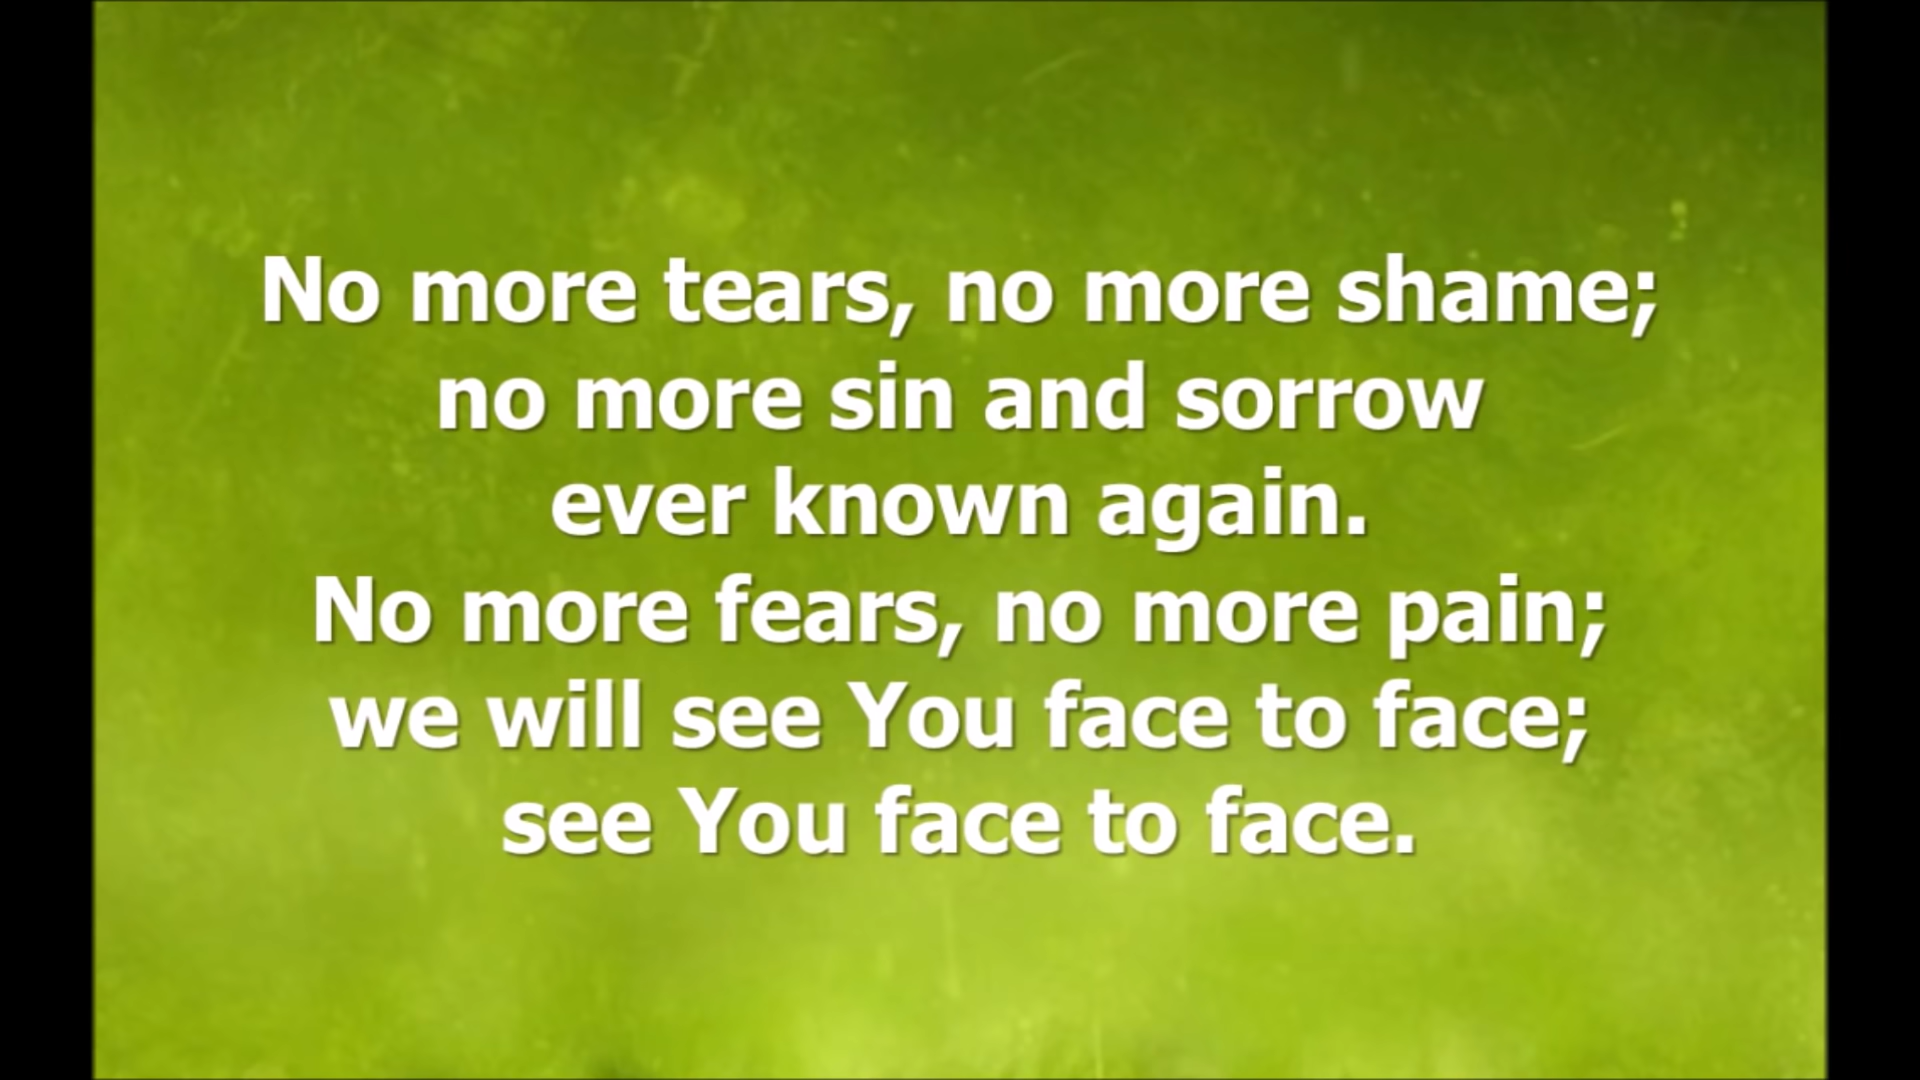 No more tears, no more shame;
no more sin and sorrow
ever known again.
No more fears, no more pain;
we will see You face to face;
see You face to face.